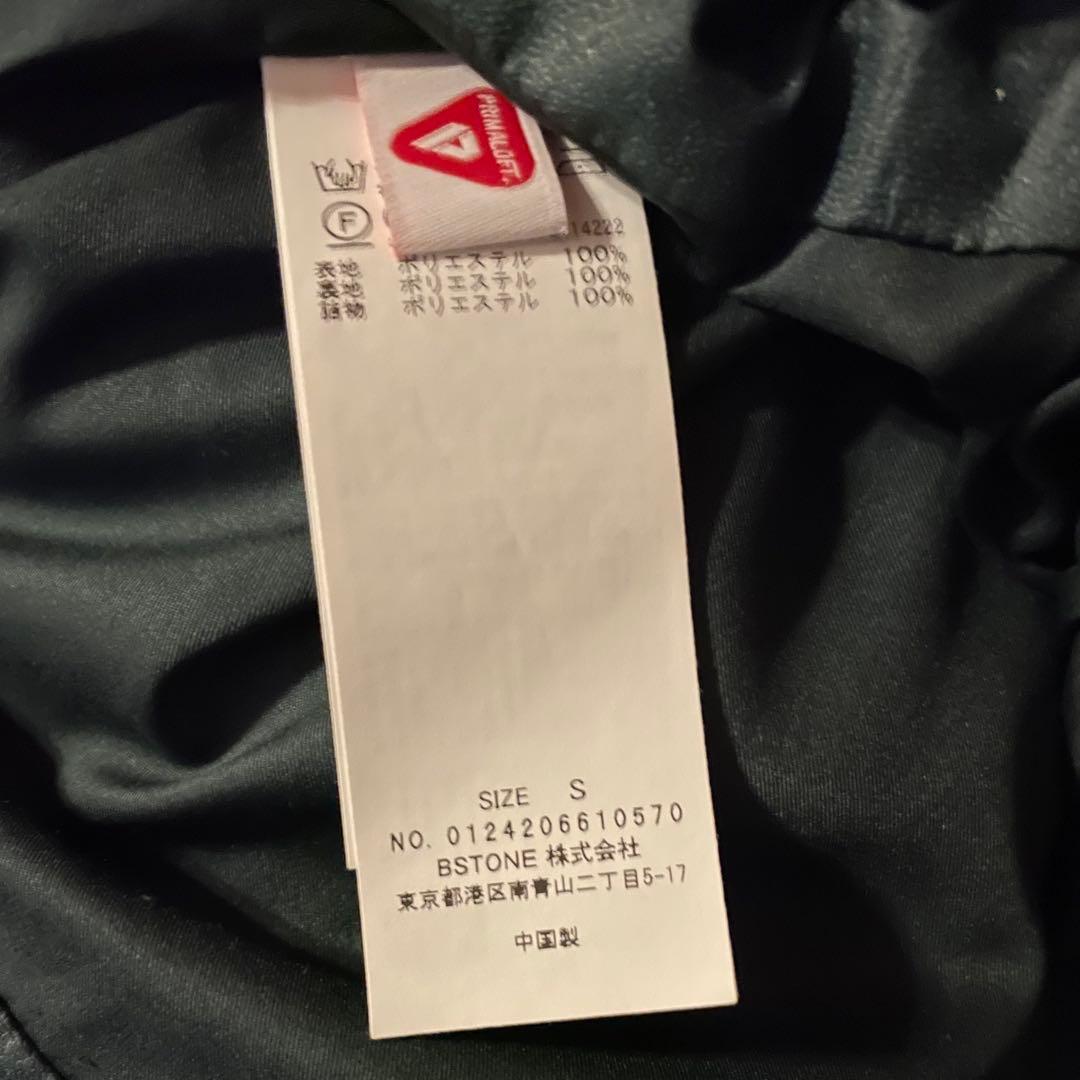 PRIMALOFT
F
14222
表地 ポリエステル 100%
裏地 ポリエステル 100%
詰物 ポリエステル 100%
SIZE S
NO. 0124206610570
BSTONE 株式会社
東京都港区南青山二丁目5-17
中国製